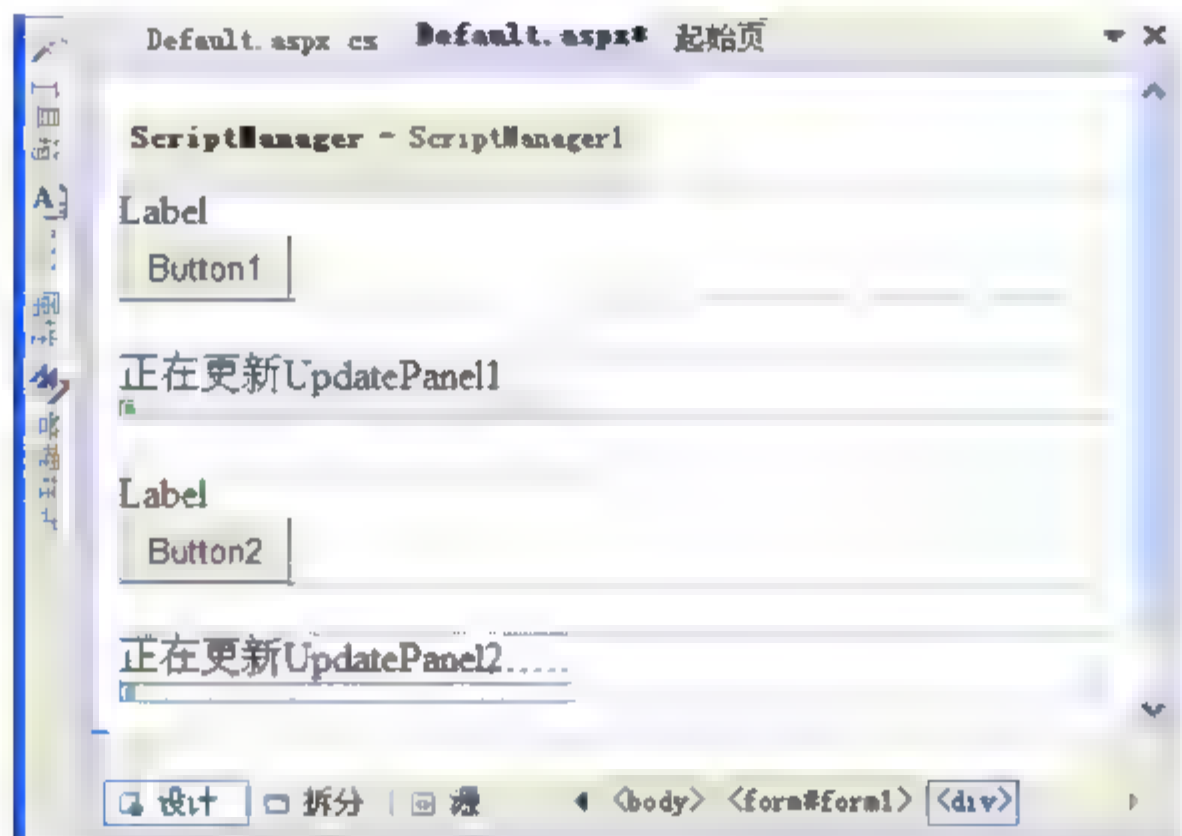 Default.aspx cs Default.aspx* 起始页
ScriptManager - ScriptManager1
Label
Button1
正在更新UpdatePanel1
Label
Button2
正在更新UpdatePanel2......
设计 拆分 源 <body> <form#form1> <div>